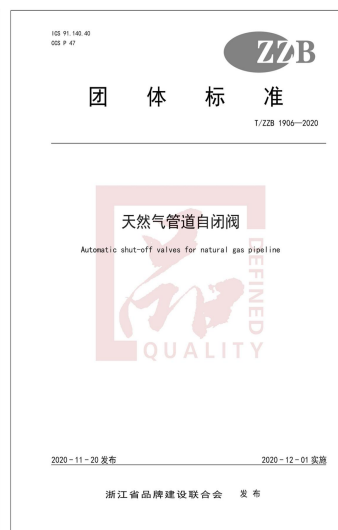 ICS 91.140.40
CCS P 47
ZZB
团体标准
T/ZZB 1906—2020
天然气管道自闭阀
Automatic shut-off valves for natural gas pipeline
DEFINED
QUALITY
2020-11-20 发布
2020-12-01 实施
浙江省品牌建设联合会 发布